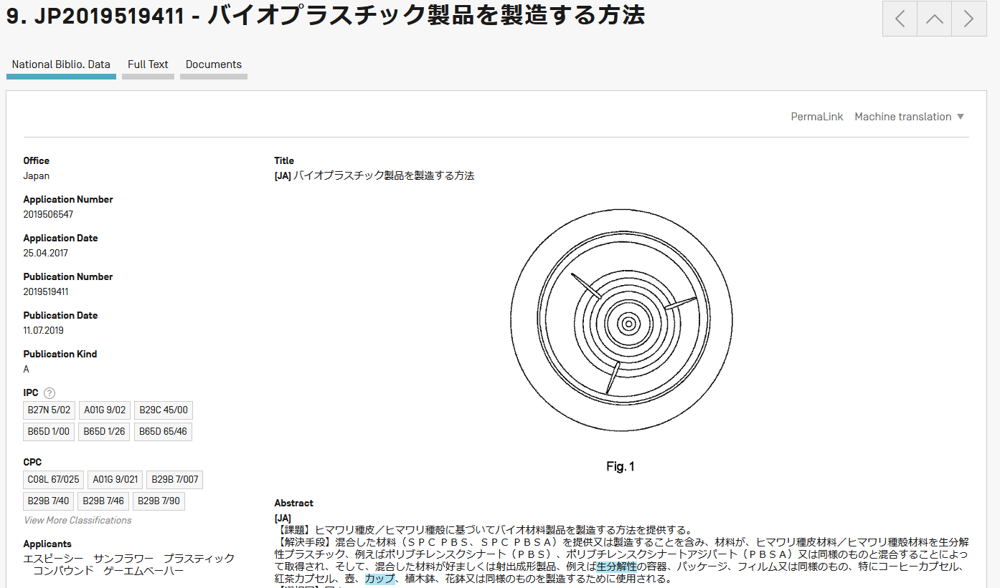 9. JP2019519411 - バイオプラスチック製品を製造する方法
National Biblio. Data
Full Text
Documents
PermaLink
Machine translation
Office
Japan
Application Number
2019506547
Application Date
25.04.2017
Publication Number
2019519411
Publication Date
11.07.2019
Publication Kind
A
IPC ?
B27N 5/02 A01G 9/02 B29C 45/00
B65D 1/00 B65D 1/26 B65D 65/46
CPC
C08L 67/025 A01G 9/021 B29B 7/007
B29B 7/40 B29B 7/46 B29B 7/90
View More Classifications
Applicants
エスピーシー　サンフラワー　プラスティック
コンパウンド　ゲーエムベーハー
Title
[JA] バイオプラスチック製品を製造する方法
Fig. 1
Abstract
[JA]
【課題】ヒマワリ種皮／ヒマワリ種殻に基づいてバイオ材料製品を製造する方法を提供する。
【解決手段】混合した材料（ＳＰＣ ＰＢＳ、ＳＰＣ ＰＢＳＡ）を提供又は製造することを含み、材料が、ヒマワリ種皮材料／ヒマワリ種殻材料を生分解
性プラスチック、例えばポリブチレンスクシナート（ＰＢＳ）、ポリブチレンスクシナートアジパート（ＰＢＳＡ）又は同様のものと混合することによっ
て取得され、そして、混合した材料が好ましくは射出成形製品、例えば生分解性の容器、パッケージ、フィルム又は同様のもの、特にコーヒーカプセル、
紅茶カプセル、壺、カップ、植木鉢、花鉢又は同様のものを製造するために使用される。